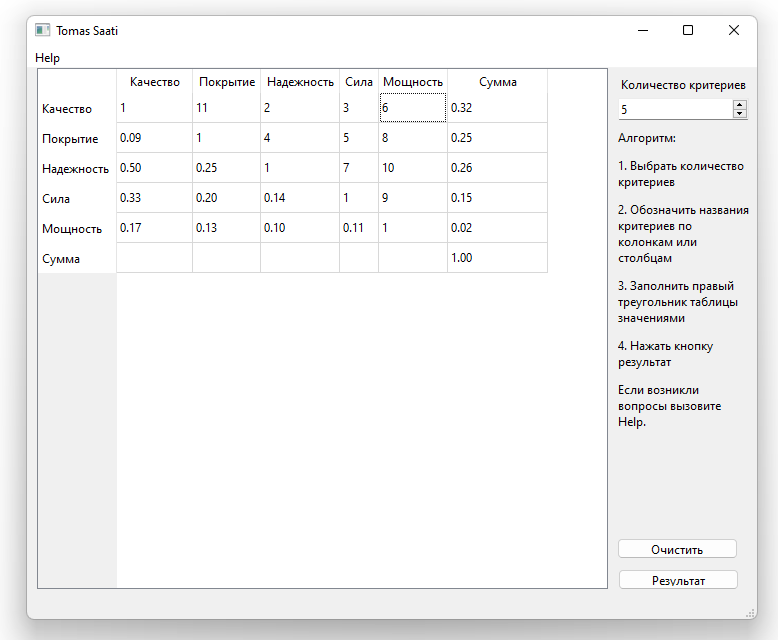 Tomas Saati
Help
Качество Покрытие Надежность Сила Мощность Сумма
Качество 1 11 2 3 6 0.32
Покрытие 0.09 1 4 5 8 0.25
Надежность 0.50 0.25 1 7 10 0.26
Сила 0.33 0.20 0.14 1 9 0.15
Мощность 0.17 0.13 0.10 0.11 1 0.02
Сумма 1.00
Количество критериев
5
Алгоритм:
1. Выбрать количество
критериев
2. Обозначить названия
критериев по
колонкам или
столбцам
3. Заполнить правый
треугольник таблицы
значениями
4. Нажать кнопку
результат
Если возникли
вопросы вызовите
Help.
Очистить
Результат